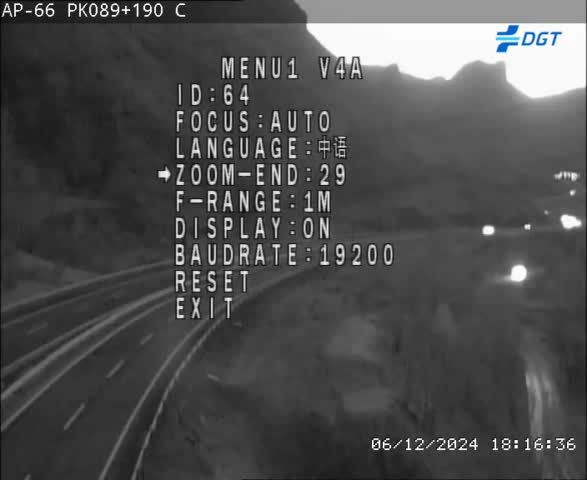 AP-66 PK089+190 C
DGT
MENU1 V4A
ID:64
FOCUS:AUTO
LANGUAGE:中语
ZOOM-END:29
F-RANGE:1M
DISPLAY:ON
BAUDRATE:19200
RESET
EXIT
06/12/2024 18:16:36